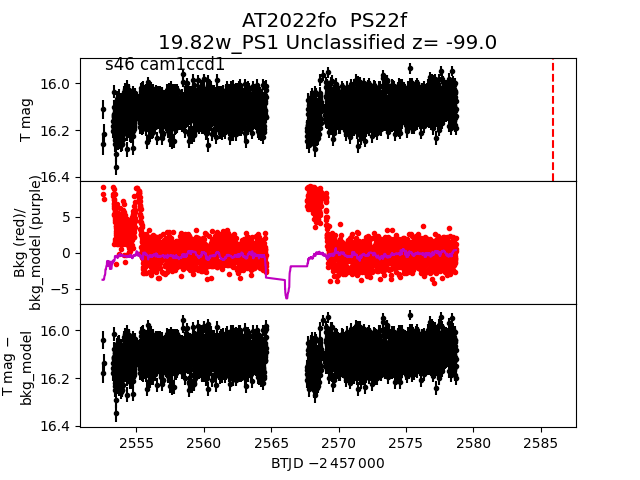 AT2022fo  PS22f
19.82w_PS1 Unclassified z= -99.0
s46 cam1ccd1
T mag
16.0
16.2
16.4
Bkg (red)/
bkg_model (purple)
5
0
−5
T mag −
bkg_model
16.0
16.2
16.4
2555
2560
2565
2570
2575
2580
2585
BTJD −2 457 000